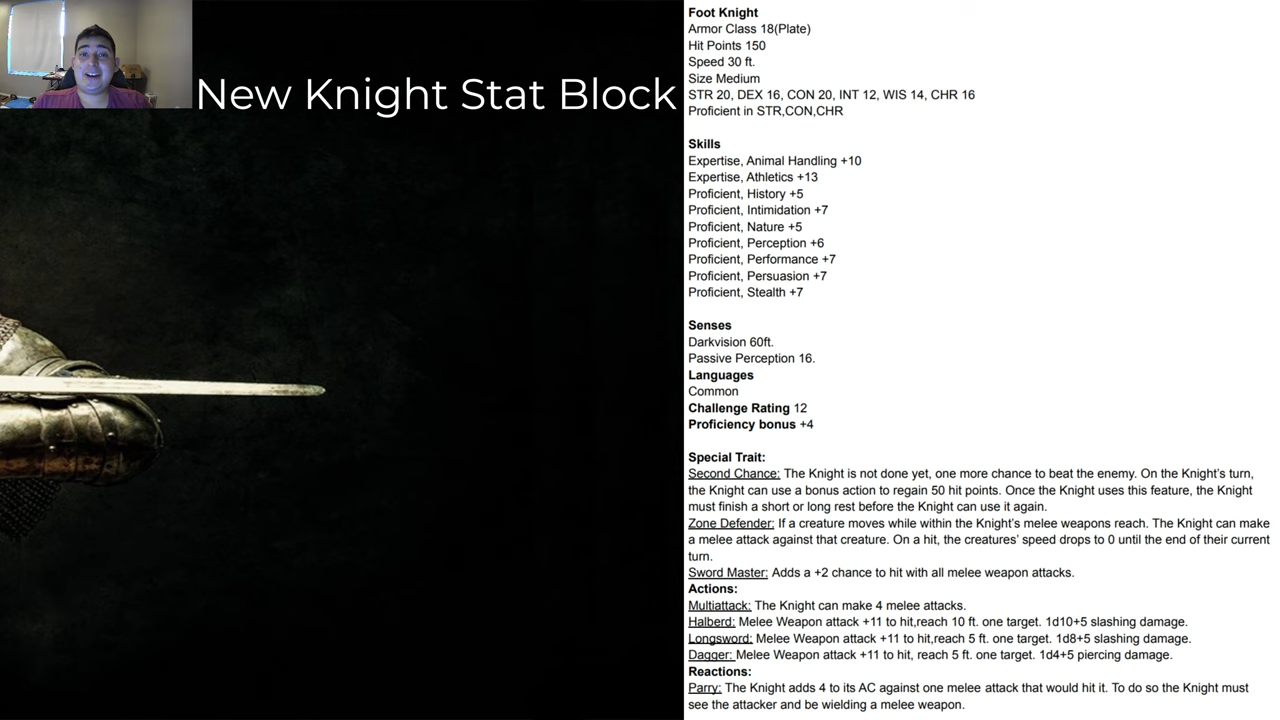 New Knight Stat Block
Foot Knight
Armor Class 18(Plate)
Hit Points 150
Speed 30 ft.
Size Medium
STR 20, DEX 16, CON 20, INT 12, WIS 14, CHR 16
Proficient in STR,CON,CHR
Skills
Expertise, Animal Handling +10
Expertise, Athletics +13
Proficient, History +5
Proficient, Intimidation +7
Proficient, Nature +5
Proficient, Perception +6
Proficient, Performance +7
Proficient, Persuasion +7
Proficient, Stealth +7
Senses
Darkvision 60ft.
Passive Perception 16.
Languages
Common
Challenge Rating 12
Proficiency bonus +4
Special Trait:
Second Chance: The Knight is not done yet, one more chance to beat the enemy. On the Knight's turn,
the Knight can use a bonus action to regain 50 hit points. Once the Knight uses this feature, the Knight
must finish a short or long rest before the Knight can use it again.
Zone Defender: If a creature moves while within the Knight's melee weapons reach. The Knight can make
a melee attack against that creature. On a hit, the creatures' speed drops to 0 until the end of their current
turn.
Sword Master: Adds a +2 chance to hit with all melee weapon attacks.
Actions:
Multiattack: The Knight can make 4 melee attacks.
Halberd: Melee Weapon attack +11 to hit,reach 10 ft. one target. 1d10+5 slashing damage.
Longsword: Melee Weapon attack +11 to hit,reach 5 ft. one target. 1d8+5 slashing damage.
Dagger: Melee Weapon attack +11 to hit, reach 5 ft. one target. 1d4+5 piercing damage.
Reactions:
Parry: The Knight adds 4 to its AC against one melee attack that would hit it. To do so the Knight must
see the attacker and be wielding a melee weapon.